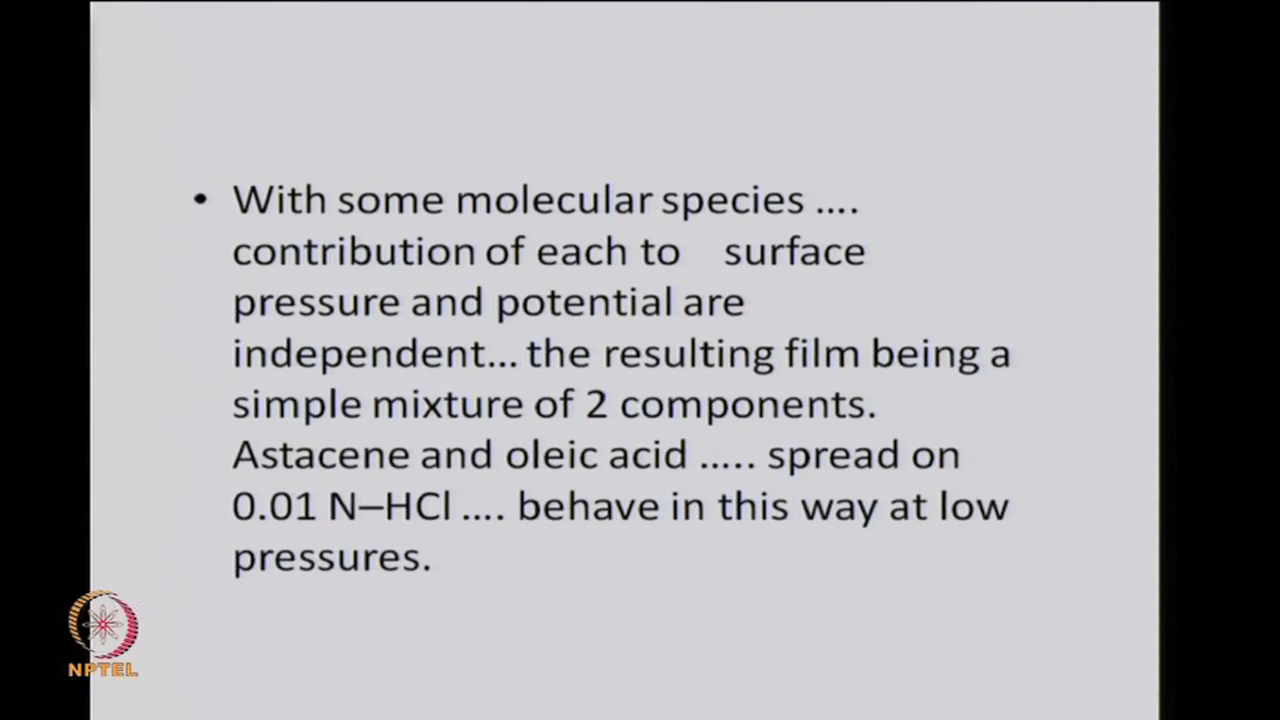 • With some molecular species ....
contribution of each to surface
pressure and potential are
independent... the resulting film being a
simple mixture of 2 components.
Astacene and oleic acid ..... spread on
0.01 N–HCl .... behave in this way at low
pressures.
NPTEL